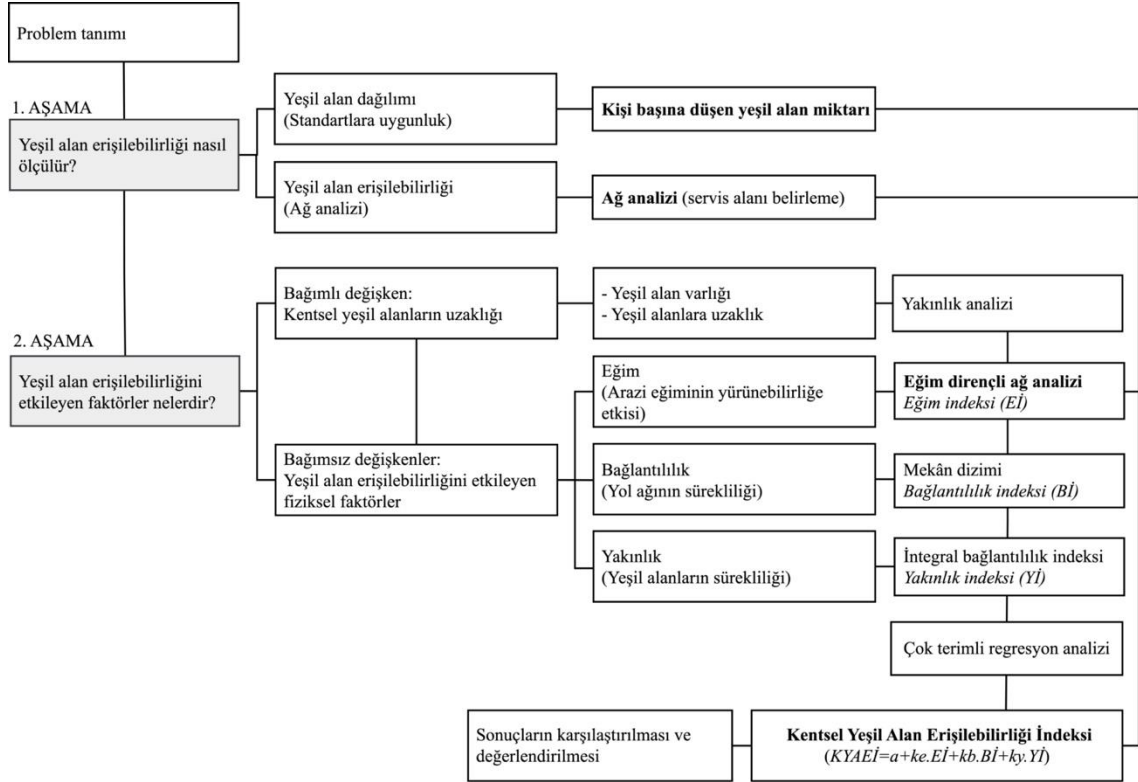 Problem tanımı
1. AŞAMA
Yeşil alan erişilebilirliği nasıl
ölçülür?
Yeşil alan dağılımı
(Standartlara uygunluk)
Kişi başına düşen yeşil alan miktarı
Yeşil alan erişilebilirliği
(Ağ analizi)
Ağ analizi (servis alanı belirleme)
2. AŞAMA
Yeşil alan erişilebilirliğini
etkileyen faktörler nelerdir?
Bağımlı değişken:
Kentsel yeşil alanların uzaklığı
- Yeşil alan varlığı
- Yeşil alanlara uzaklık
Yakınlık analizi
Bağımsız değişkenler:
Yeşil alan erişilebilirliğini etkileyen
fiziksel faktörler
Eğim
(Arazi eğiminin yürünebilirliğe
etkisi)
Eğim dirençli ağ analizi
Eğim indeksi (Eİ)
Bağlantılılık
(Yol ağının sürekliliği)
Mekân dizimi
Bağlantılılık indeksi (Bİ)
Yakınlık
(Yeşil alanların sürekliliği)
İntegral bağlantılılık indeksi
Yakınlık indeksi (Yİ)
Çok terimli regresyon analizi
Sonuçların karşılaştırılması ve
değerlendirilmesi
Kentsel Yeşil Alan Erişilebilirliği İndeksi
(KYAEİ=a+ke.Eİ+kb.Bİ+ky.Yİ)